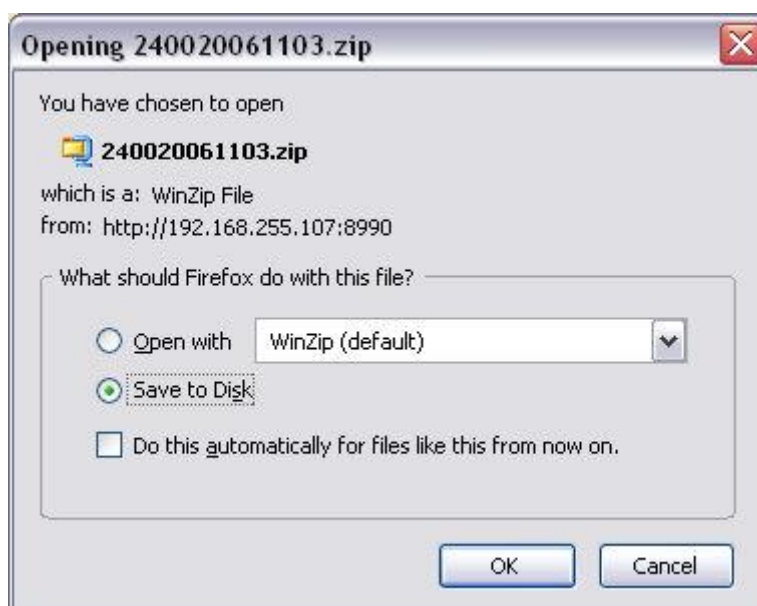 Opening 240020061103.zip
You have chosen to open
240020061103.zip
which is a: WinZip File
from: http://192.168.255.107:8990
What should Firefox do with this file?
Open with WinZip (default)
Save to Disk
Do this automatically for files like this from now on.
OK Cancel